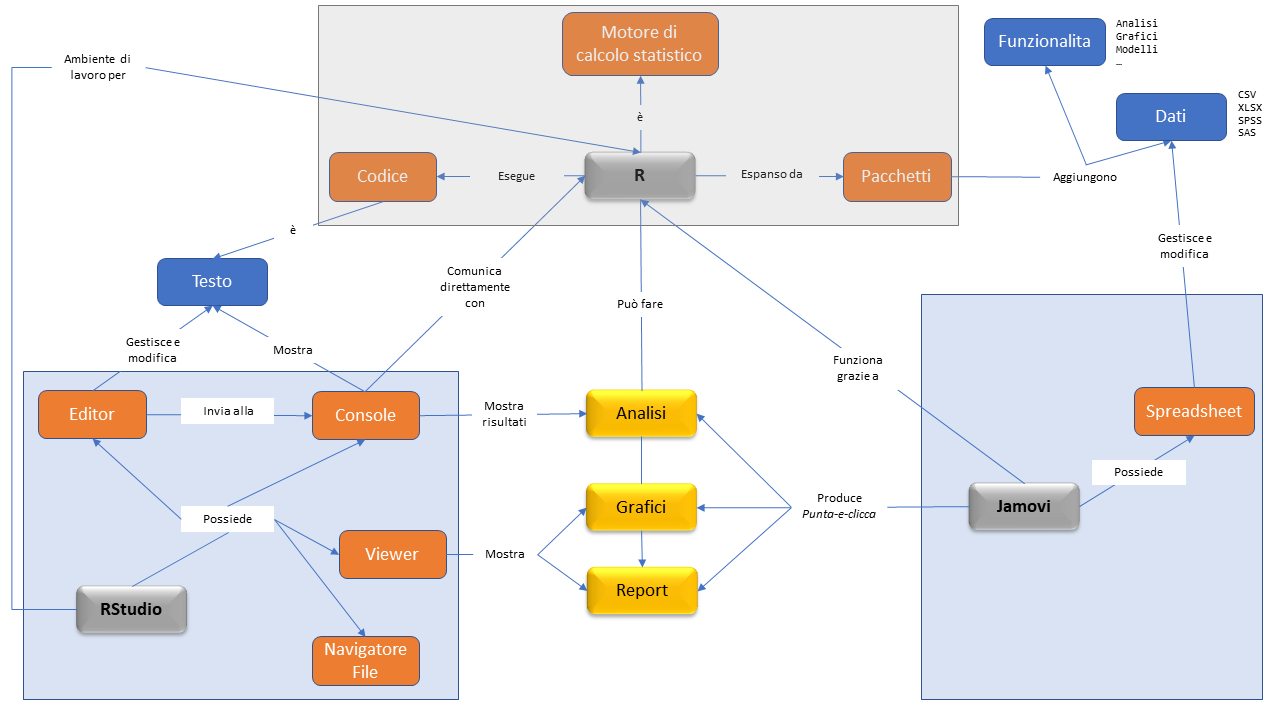 Motore di
calcolo statistico
Funzionalita
Analisi
Grafici
Modelli
…
Ambiente di
lavoro per
Dati
CSV
XLSX
SPSS
SAS
è
Codice
Esegue
R
Espanso da
Pacchetti
Aggiungono
è
Testo
Comunica
direttamente
con
Può fare
Gestisce e
modifica
Gestisce e
modifica
Mostra
Funziona
grazie a
Editor
Invia alla
Console
Mostra
risultati
Analisi
Spreadsheet
Possiede
Produce
Punta-e-clicca
Grafici
Jamovi
Possiede
Viewer
Mostra
Report
RStudio
Navigatore
File